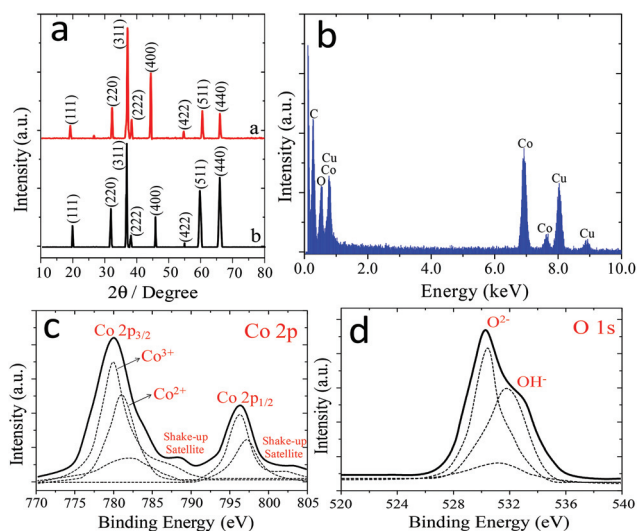 a
(111)
(220)
(311)
(222)
(400)
(422)
(511)
(440)
a
(111)
(220)
(311)
(222)
(400)
(422)
(511)
(440)
b
Intensity (a.u.)
10 20 30 40 50 60 70 80
2θ / Degree
b
C
O
Cu
Co
Co
Co
Cu
Cu
Intensity (a.u.)
0.0 2.0 4.0 6.0 8.0 10.0
Energy (keV)
c
Co 2p
Co 2p3/2
Co3+
Co2+
Co 2p1/2
Shake-up
Satellite
Shake-up
Satellite
Intensity (a.u.)
770 775 780 785 790 795 800 805
Binding Energy (eV)
d
O 1s
O2-
OH-
Intensity (a.u.)
520 524 528 532 536 540
Binding Energy (eV)